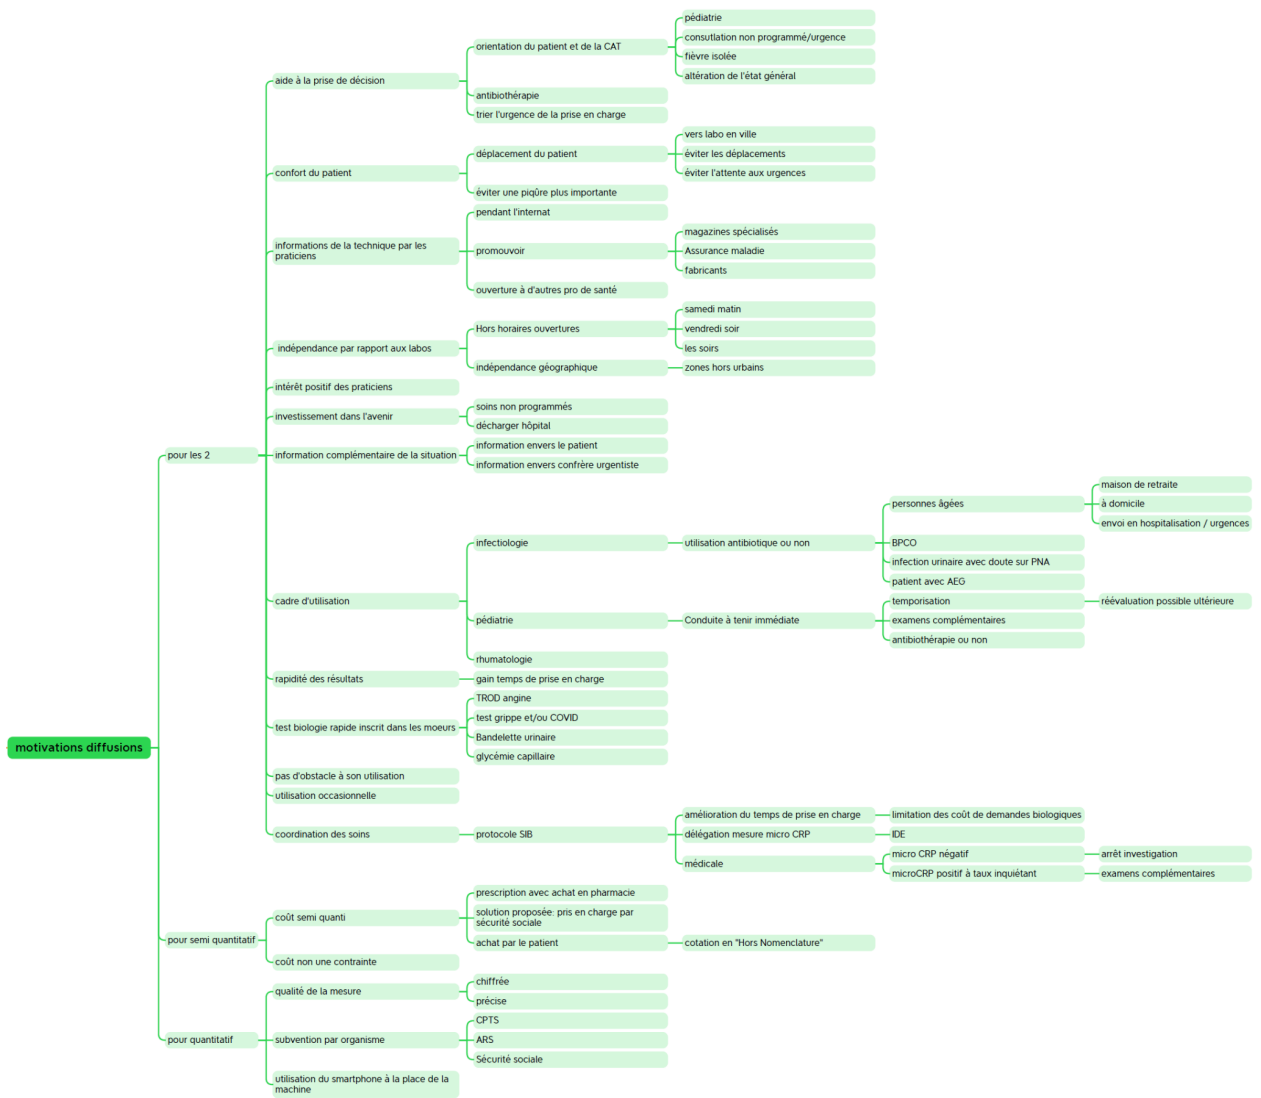 motivations diffusions
pour les 2
aide à la prise de décision
orientation du patient et de la CAT
pédiatrie
consutlation non programmé/urgence
fièvre isolée
altération de l'état général
antibiothérapie
trier l'urgence de la prise en charge
confort du patient
déplacement du patient
vers labo en ville
éviter les déplacements
éviter l'attente aux urgences
éviter une piqûre plus importante
informations de la technique par les
praticiens
pendant l'internat
promouvoir
magazines spécialisés
Assurance maladie
fabricants
ouverture à d'autres pro de santé
indépendance par rapport aux labos
Hors horaires ouvertures
samedi matin
vendredi soir
les soirs
indépendance géographique
zones hors urbains
intérêt positif des praticiens
investissement dans l'avenir
soins non programmés
décharger hôpital
information complémentaire de la situation
information envers le patient
information envers confrère urgentiste
cadre d'utilisation
infectiologie
utilisation antibiotique ou non
personnes âgées
maison de retraite
à domicile
envoi en hospitalisation / urgences
BPCO
infection urinaire avec doute sur PNA
patient avec AEG
pédiatrie
Conduite à tenir immédiate
temporisation
réévaluation possible ultérieure
examens complémentaires
antibiothérapie ou non
rhumatologie
rapidité des résultats
gain temps de prise en charge
test biologie rapide inscrit dans les moeurs
TROD angine
test grippe et/ou COVID
Bandelette urinaire
glycémie capillaire
pas d'obstacle à son utilisation
utilisation occasionnelle
coordination des soins
protocole SIB
amélioration du temps de prise en charge
limitation des coût de demandes biologiques
délégation mesure micro CRP
IDE
médicale
micro CRP négatif
arrêt investigation
microCRP positif à taux inquiétant
examens complémentaires
pour semi quantitatif
coût semi quanti
prescription avec achat en pharmacie
solution proposée: pris en charge par
sécurité sociale
achat par le patient
cotation en "Hors Nomenclature"
coût non une contrainte
pour quantitatif
qualité de la mesure
chiffrée
précise
subvention par organisme
CPTS
ARS
Sécurité sociale
utilisation du smartphone à la place de la
machine